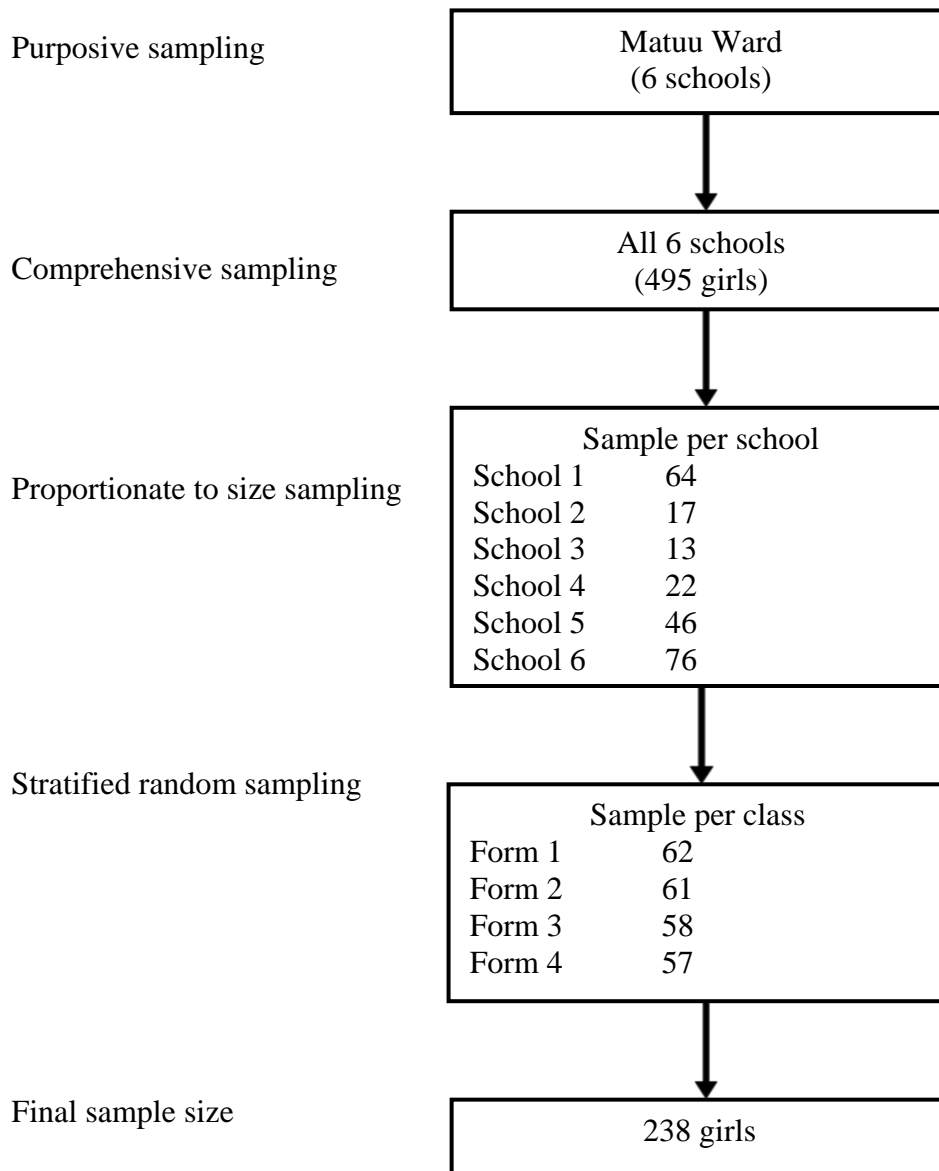 Purposive sampling
Matuu Ward
(6 schools)
Comprehensive sampling
All 6 schools
(495 girls)
Proportionate to size sampling
Sample per school
School 1 64
School 2 17
School 3 13
School 4 22
School 5 46
School 6 76
Stratified random sampling
Sample per class
Form 1 62
Form 2 61
Form 3 58
Form 4 57
Final sample size
238 girls